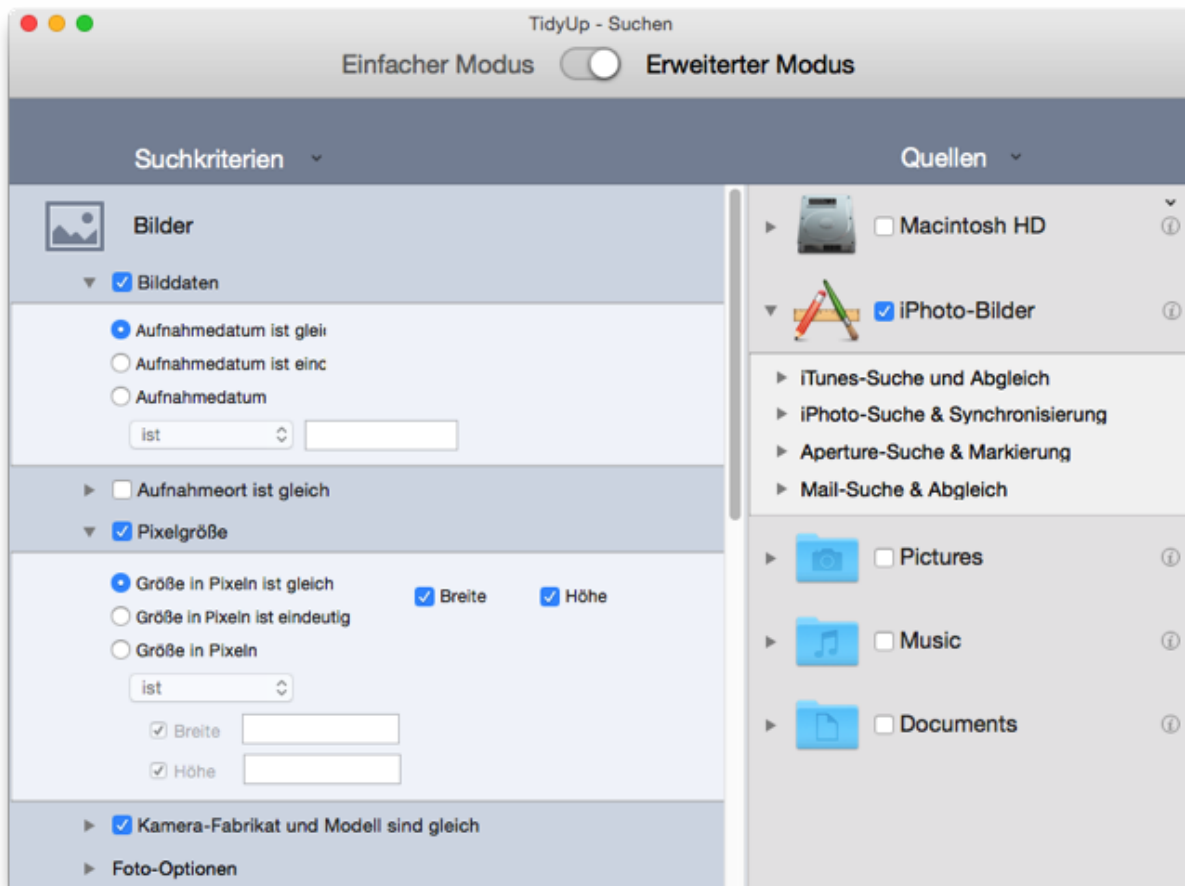 TidyUp - Suchen
Einfacher Modus
Erweiterter Modus
Suchkriterien
Quellen
Bilder
Bilddaten
Aufnahmedatum ist glei
Aufnahmedatum ist eind
Aufnahmedatum
ist
Aufnahmeort ist gleich
Pixelgröße
Größe in Pixeln ist gleich
Breite
Höhe
Größe in Pixeln ist eindeutig
Größe in Pixeln
ist
Breite
Höhe
Kamera-Fabrikat und Modell sind gleich
Foto-Optionen
Macintosh HD
iPhoto-Bilder
iTunes-Suche und Abgleich
iPhoto-Suche & Synchronisierung
Aperture-Suche & Markierung
Mail-Suche & Abgleich
Pictures
Music
Documents